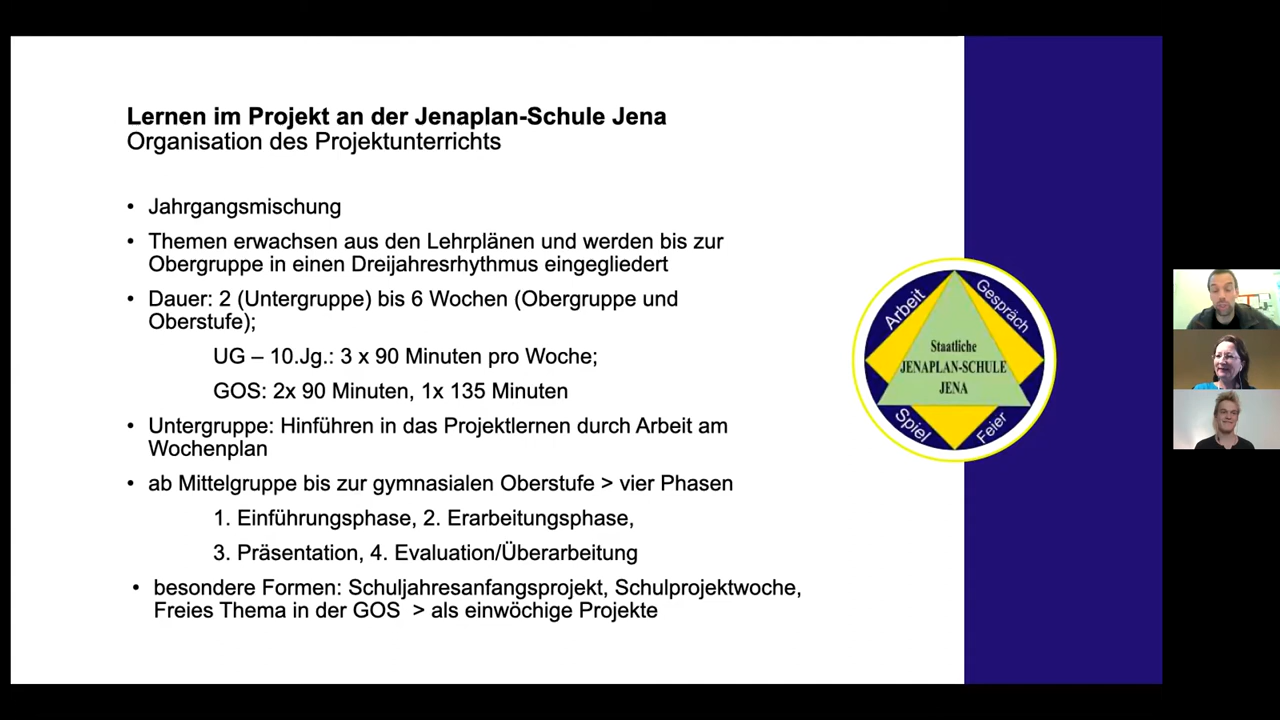 Lernen im Projekt an der Jenaplan-Schule Jena
Organisation des Projektunterrichts
• Jahrgangsmischung
• Themen erwachsen aus den Lehrplänen und werden bis zur
Obergruppe in einen Dreijahresrhythmus eingegliedert
• Dauer: 2 (Untergruppe) bis 6 Wochen (Obergruppe und
Oberstufe);
UG – 10.Jg.: 3 x 90 Minuten pro Woche;
GOS: 2x 90 Minuten, 1x 135 Minuten
• Untergruppe: Hinführen in das Projektlernen durch Arbeit am
Wochenplan
• ab Mittelgruppe bis zur gymnasialen Oberstufe > vier Phasen
1. Einführungsphase, 2. Erarbeitungsphase,
3. Präsentation, 4. Evaluation/Überarbeitung
• besondere Formen: Schuljahresanfangsprojekt, Schulprojektwoche,
Freies Thema in der GOS > als einwöchige Projekte
Arbeit
Gespräch
Staatliche
JENAPLAN-SCHULE
JENA
Spiel
Feier